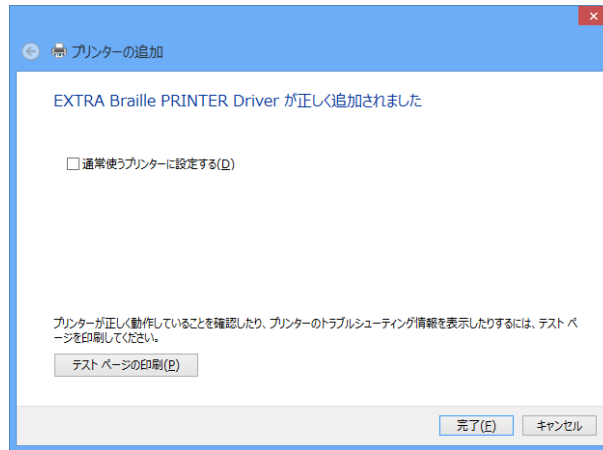 プリンターの追加
EXTRA Braille PRINTER Driver が正しく追加されました
通常使うプリンターに設定する(D)
プリンターが正しく動作していることを確認したり、プリンターのトラブルシューティング情報を表示したりするには、テスト ペ
ージを印刷してください。
テスト ページの印刷(P)
完了(F) キャンセル